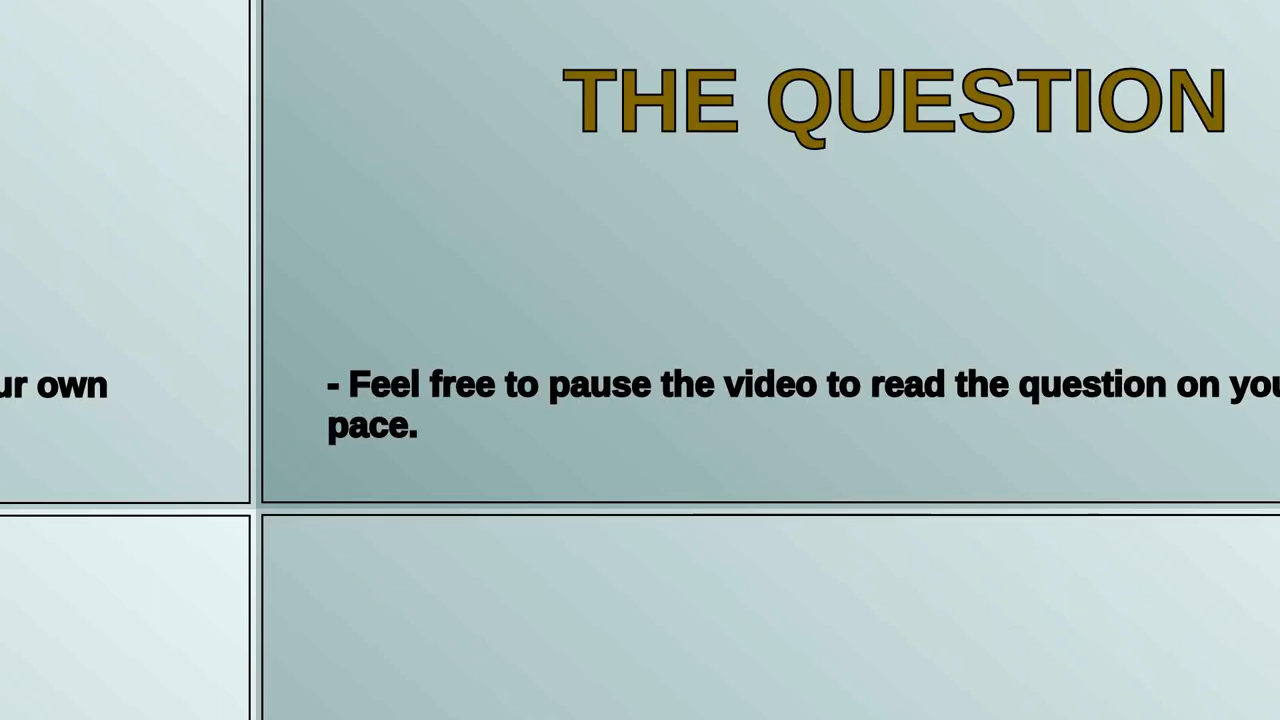 THE QUESTION
ur own
- Feel free to pause the video to read the question on you
pace.